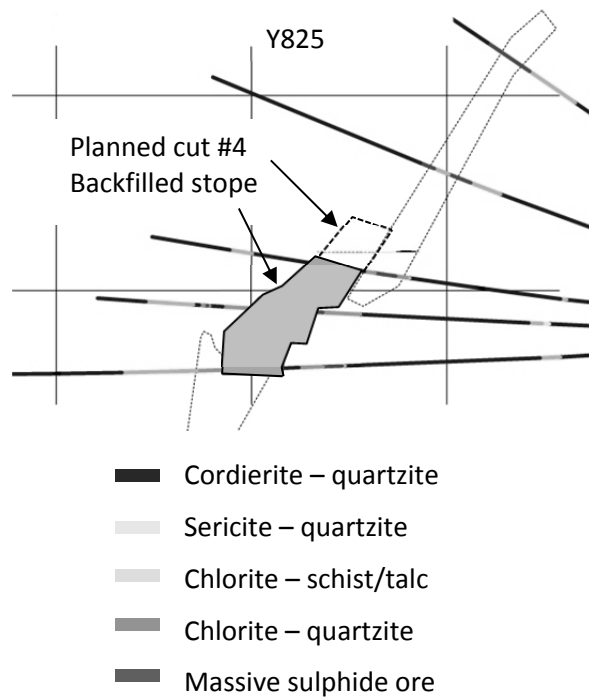 Y825
Planned cut #4
Backfilled stope
Cordierite – quartzite
Sericite – quartzite
Chlorite – schist/talc
Chlorite – quartzite
Massive sulphide ore